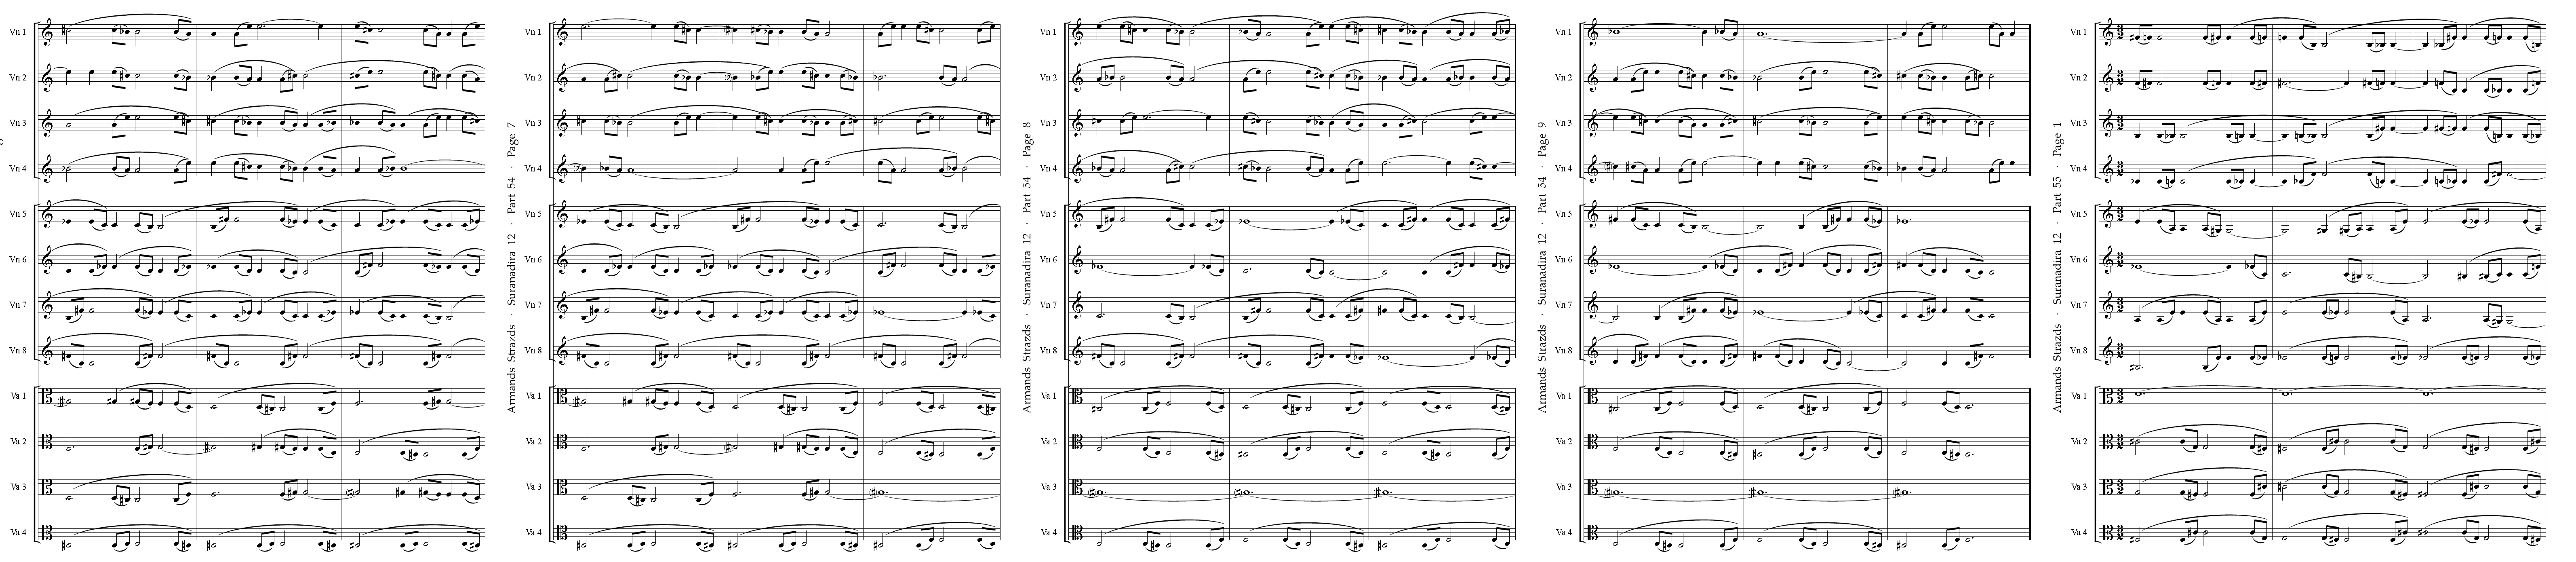 Vn 1
Vn 2
Vn 3
Vn 4
Vn 5
Vn 6
Vn 7
Vn 8
Va 1
Va 2
Va 3
Va 4
Armands Strazds · Suranadira 12 · Part 54 · Page 7
Vn 1
Vn 2
Vn 3
Vn 4
Vn 5
Vn 6
Vn 7
Vn 8
Va 1
Va 2
Va 3
Va 4
Armands Strazds · Suranadira 12 · Part 54 · Page 8
Vn 1
Vn 2
Vn 3
Vn 4
Vn 5
Vn 6
Vn 7
Vn 8
Va 1
Va 2
Va 3
Va 4
Armands Strazds · Suranadira 12 · Part 54 · Page 9
Vn 1
Vn 2
Vn 3
Vn 4
Vn 5
Vn 6
Vn 7
Vn 8
Va 1
Va 2
Va 3
Va 4
Armands Strazds · Suranadira 12 · Part 55 · Page 1
Vn 1
Vn 2
Vn 3
Vn 4
Vn 5
Vn 6
Vn 7
Vn 8
Va 1
Va 2
Va 3
Va 4